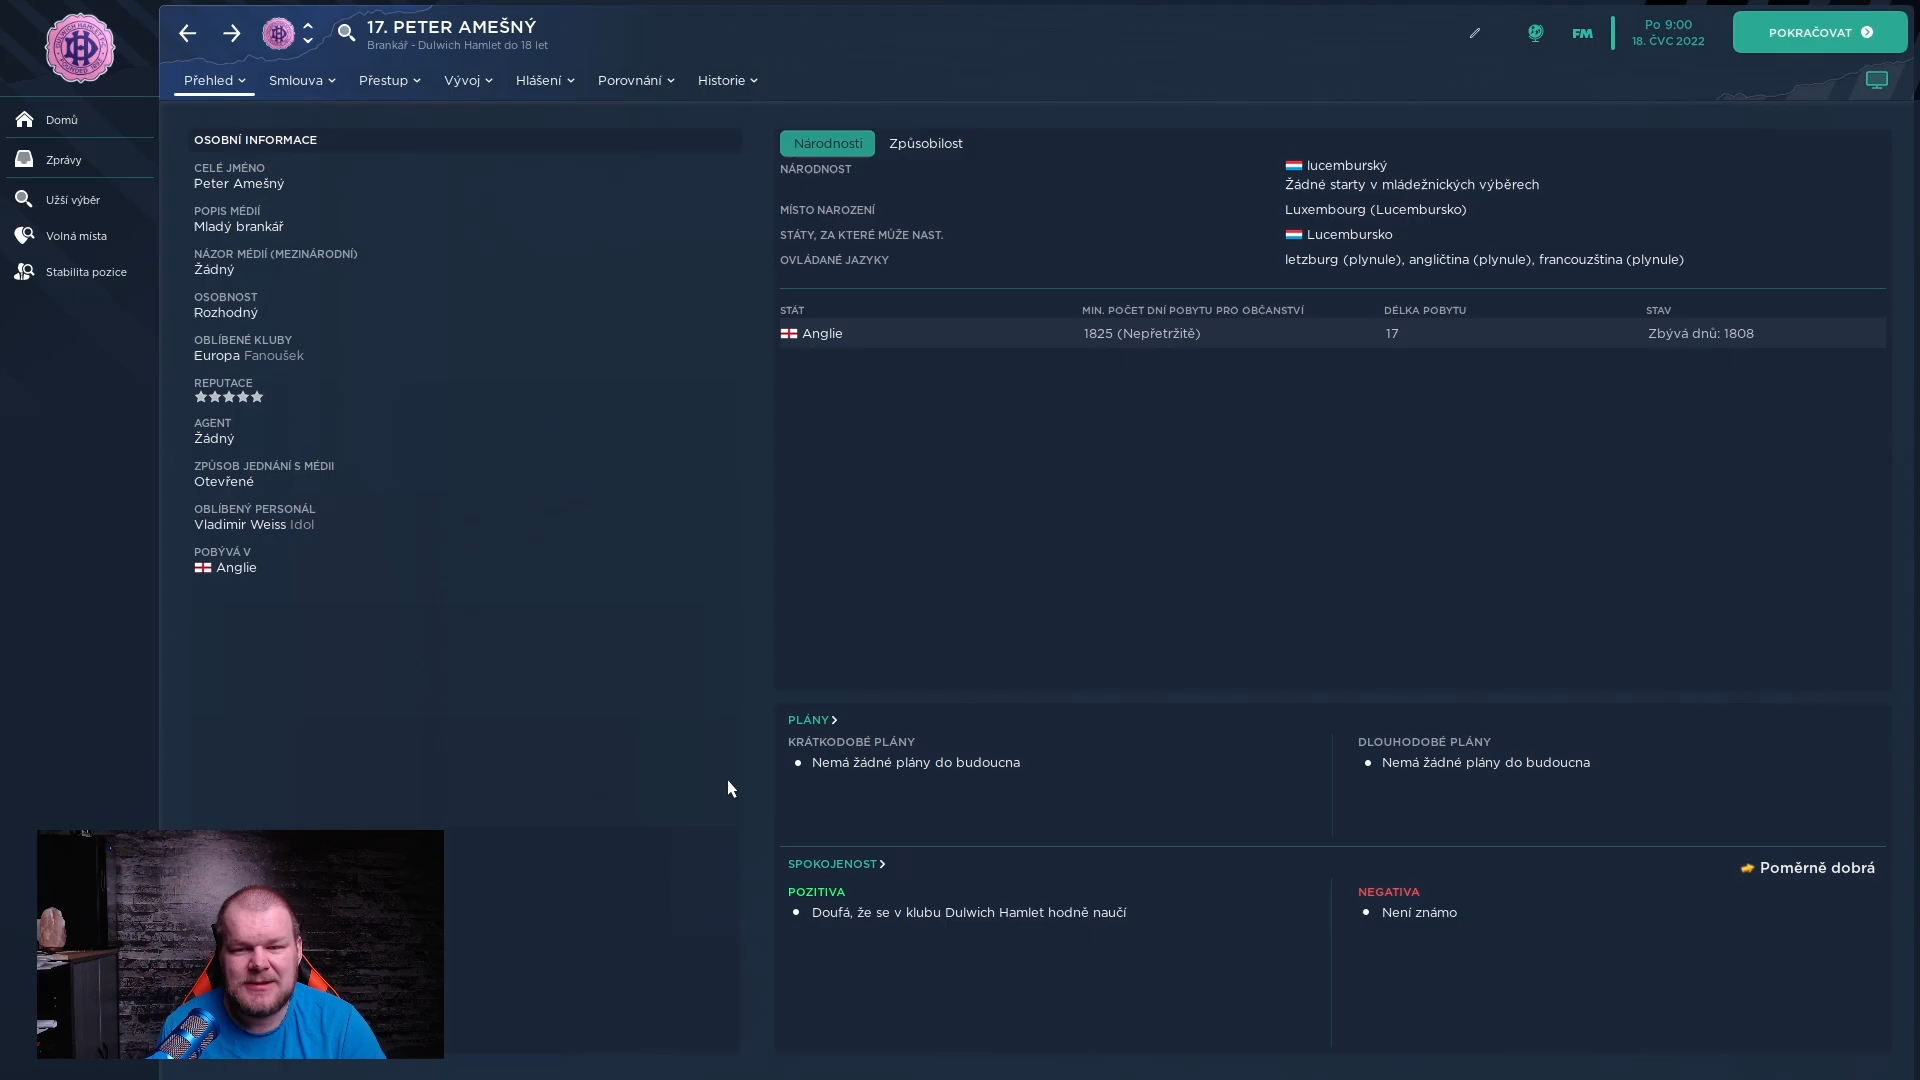 17. PETER AMEŠNÝ
Brankář - Dulwich Hamlet do 18 let
FM
Po 9:00
18. ČVC 2022
POKRAČOVAT
Přehled
Smlouva
Přestup
Vývoj
Hlášení
Porovnání
Historie
Domů
Zprávy
Užší výběr
Volná místa
Stabilita pozice
OSOBNÍ INFORMACE
CELÉ JMÉNO
Peter Amešný
POPIS MÉDIÍ
Mladý brankář
NÁZOR MÉDIÍ (MEZINÁRODNÍ)
Žádný
OSOBNOST
Rozhodný
OBLÍBENÉ KLUBY
Europa Fanoušek
REPUTACE
AGENT
Žádný
ZPŮSOB JEDNÁNÍ S MÉDII
Otevřené
OBLÍBENÝ PERSONÁL
Vladimir Weiss Idol
POBÝVÁ V
Anglie
Národnosti
Způsobilost
NÁRODNOST
lucemburský
Žádné starty v mládežnických výběrech
MÍSTO NAROZENÍ
Luxembourg (Lucembursko)
STÁTY, ZA KTERÉ MŮŽE NAST.
Lucembursko
OVLÁDANÉ JAZYKY
letzburg (plynule), angličtina (plynule), francouzština (plynule)
STÁT
MIN. POČET DNÍ POBYTU PRO OBČANSTVÍ
DÉLKA POBYTU
STAV
Anglie
1825 (Nepřetržitě)
17
Zbývá dnů: 1808
PLÁNY
KRÁTKODOBÉ PLÁNY
Nemá žádné plány do budoucna
DLOUHODOBÉ PLÁNY
Nemá žádné plány do budoucna
SPOKOJENOST
Poměrně dobrá
POZITIVA
Doufá, že se v klubu Dulwich Hamlet hodně naučí
NEGATIVA
Není známo